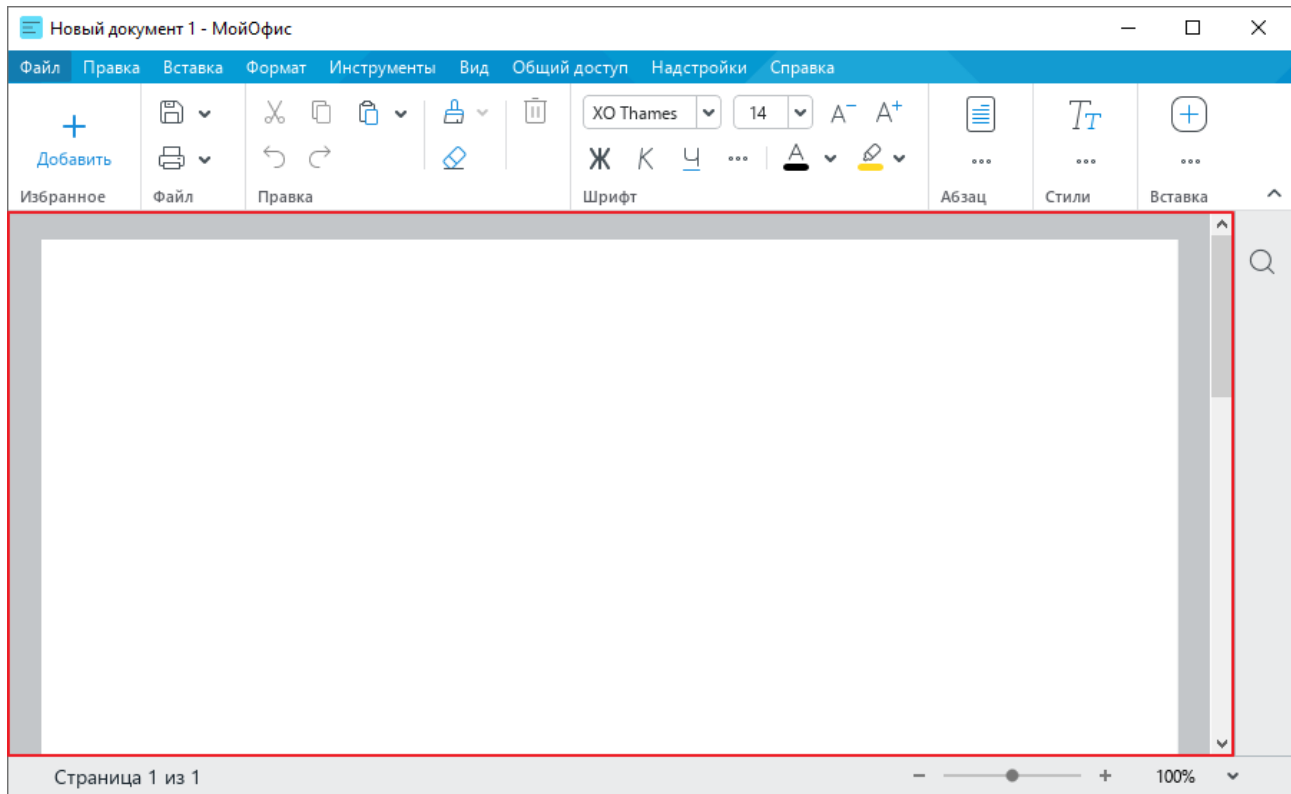 Новый документ 1 - МойОфис
Файл Правка Вставка Формат Инструменты Вид Общий доступ Надстройки Справка
XO Thames 14 A− A+ TT
Добавить Ж К Ч A
Избранное Файл Правка Шрифт Абзац Стили Вставка
Страница 1 из 1 100%